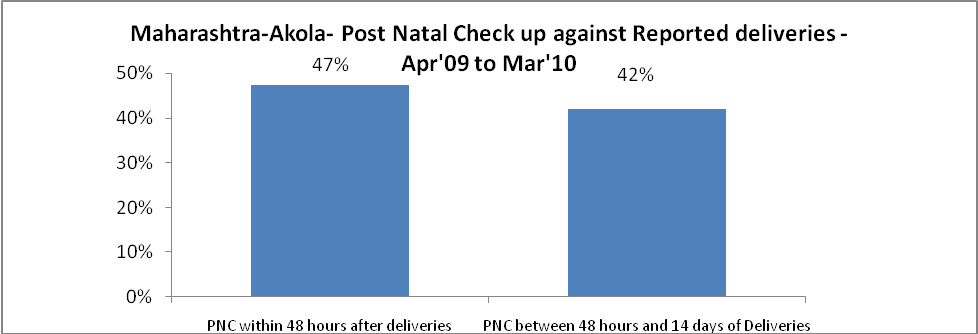 Maharashtra-Akola- Post Natal Check up against Reported deliveries -
Apr'09 to Mar'10
47%
42%
50%
40%
30%
20%
10%
0%
PNC within 48 hours after deliveries
PNC between 48 hours and 14 days of Deliveries